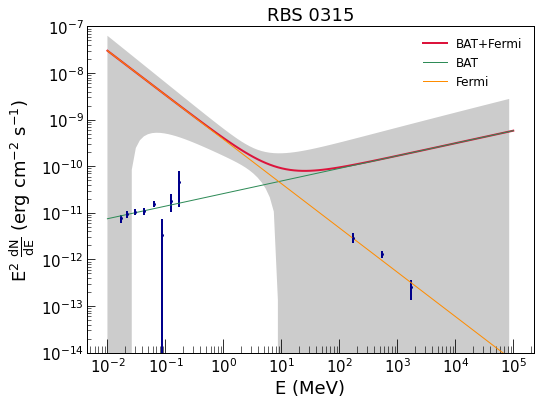 RBS 0315
BAT+Fermi
BAT
Fermi
E² dN/dE (erg cm⁻² s⁻¹)
10⁻⁷
10⁻⁸
10⁻⁹
10⁻¹⁰
10⁻¹¹
10⁻¹²
10⁻¹³
10⁻¹⁴
10⁻² 10⁻¹ 10⁰ 10¹ 10² 10³ 10⁴ 10⁵
E (MeV)